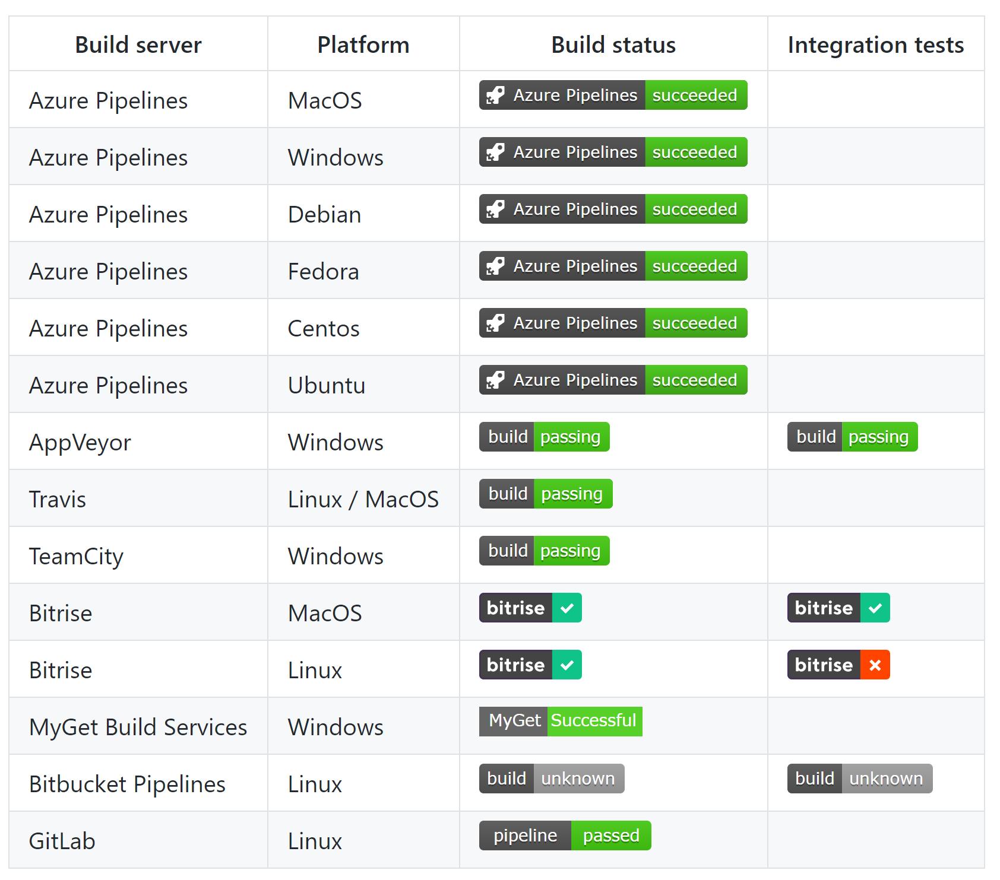 Build server Platform Build status Integration tests
Azure Pipelines MacOS Azure Pipelines succeeded
Azure Pipelines Windows Azure Pipelines succeeded
Azure Pipelines Debian Azure Pipelines succeeded
Azure Pipelines Fedora Azure Pipelines succeeded
Azure Pipelines Centos Azure Pipelines succeeded
Azure Pipelines Ubuntu Azure Pipelines succeeded
AppVeyor Windows build passing build passing
Travis Linux / MacOS build passing
TeamCity Windows build passing
Bitrise MacOS bitrise bitrise
Bitrise Linux bitrise bitrise
MyGet Build Services Windows MyGet Successful
Bitbucket Pipelines Linux build unknown build unknown
GitLab Linux pipeline passed